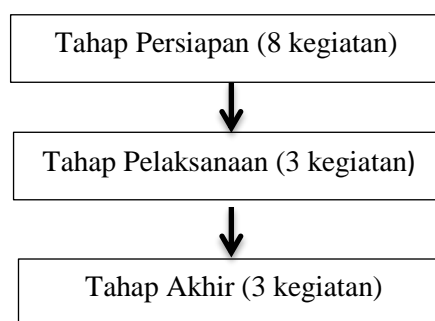 Tahap Persiapan (8 kegiatan)
Tahap Pelaksanaan (3 kegiatan)
Tahap Akhir (3 kegiatan)